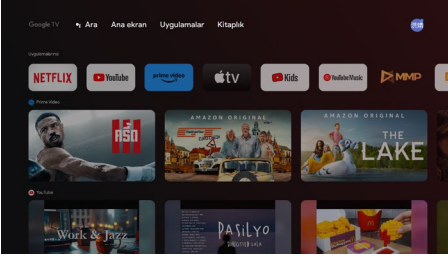 Google TV
Ara
Ana ekran
Uygulamalar
Kitaplık
Uygulamalarınız
NETFLIX
YouTube
prime video
tv
Kids
YouTube Music
MMP
Prime Video
AMAZON ORIGINAL
AMAZON ORIGINAL
THE
LAKE
YouTube
Work & Jazz
PASiLYO